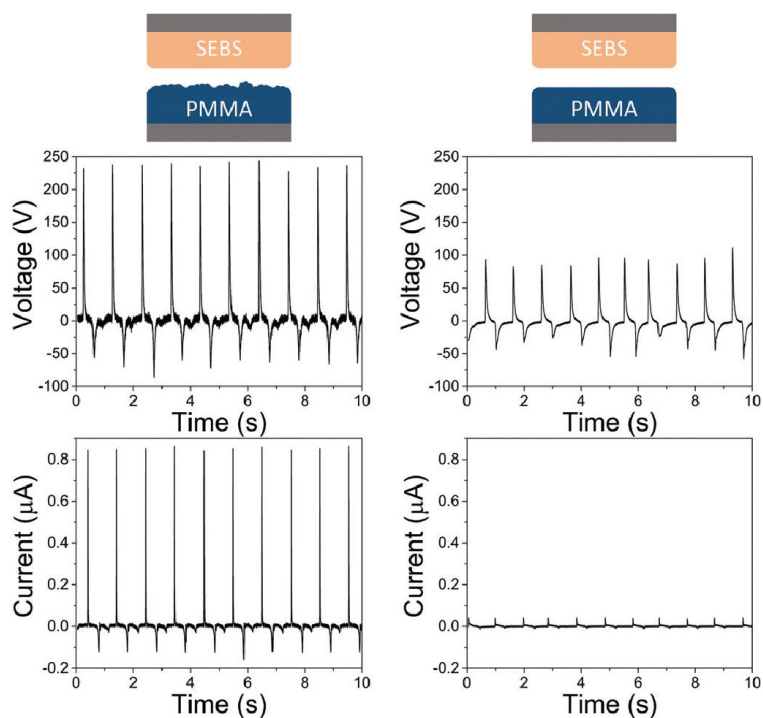 SEBS
PMMA
SEBS
PMMA
250
200
150
100
50
0
-50
-100
Voltage (V)
0 2 4 6 8 10
Time (s)
250
200
150
100
50
0
-50
-100
Voltage (V)
0 2 4 6 8 10
Time (s)
0.8
0.6
0.4
0.2
0.0
-0.2
Current (μA)
0 2 4 6 8 10
Time (s)
0.8
0.6
0.4
0.2
0.0
-0.2
Current (μA)
0 2 4 6 8 10
Time (s)